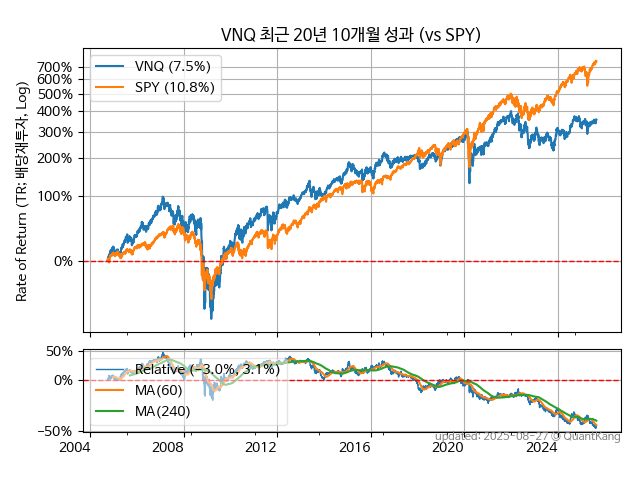 VNQ 최근 20년 10개월 성과 (vs SPY)
Rate of Return (TR: 배당재투자, Log)
700%
600%
500%
400%
300%
200%
100%
0%
VNQ (7.5%)
SPY (10.8%)
50%
0%
−50%
Relative (−3.0%, 3.1%)
MA(60)
MA(240)
2004
2008
2012
2016
2020
2024
updated: 2025-08-27 © QuantKang